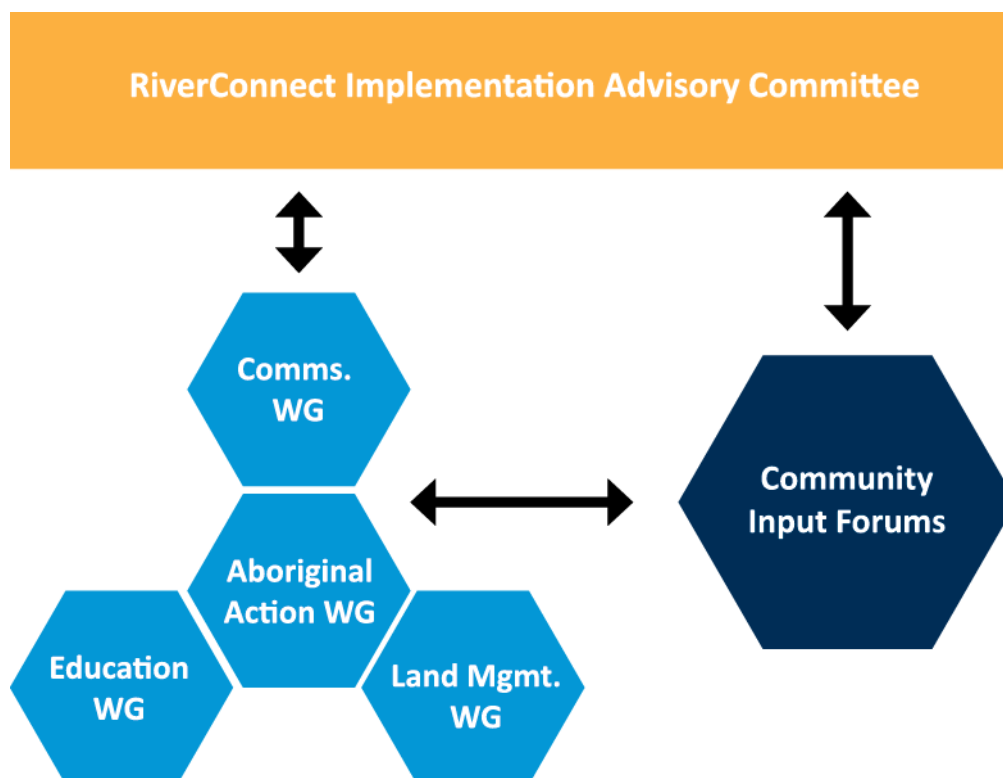 RiverConnect Implementation Advisory Committee
Comms.
WG
Community
Input Forums
Aboriginal
Action WG
Education
WG
Land Mgmt.
WG